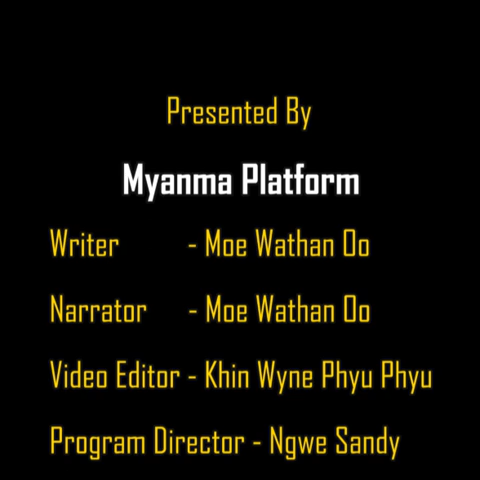 Presented By
Myanma Platform
Writer - Moe Wathan Oo
Narrator - Moe Wathan Oo
Video Editor - Khin Wyne Phyu Phyu
Program Director - Ngwe Sandy